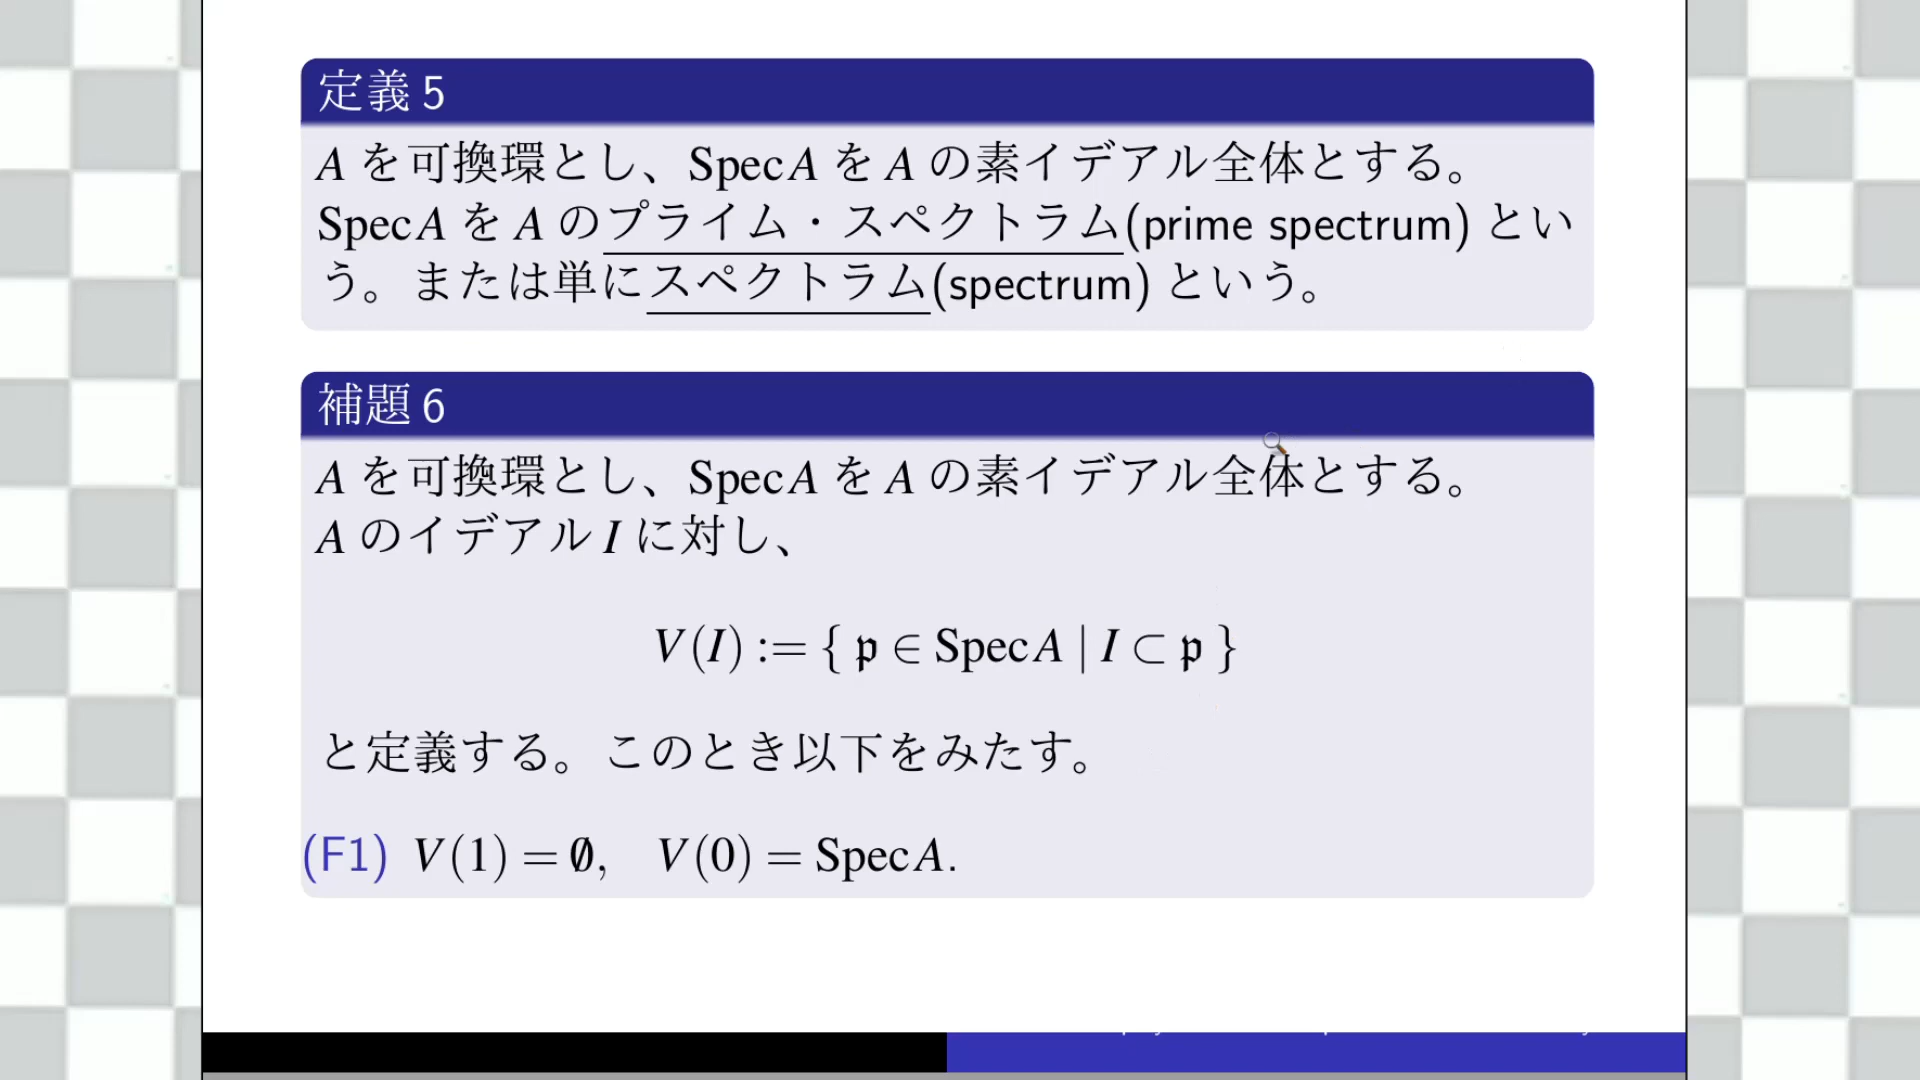 定義 5
A を可換環とし、Spec A を A の素イデアル全体とする。
Spec A を A のプライム・スペクトラム(prime spectrum) とい
う。または単にスペクトラム(spectrum) という。
補題 6
A を可換環とし、Spec A を A の素イデアル全体とする。
A のイデアル I に対し、
V(I) := { 𝔭 ∈ Spec A | I ⊂ 𝔭 }
と定義する。このとき以下をみたす。
(F1) V(1) = ∅, V(0) = Spec A.